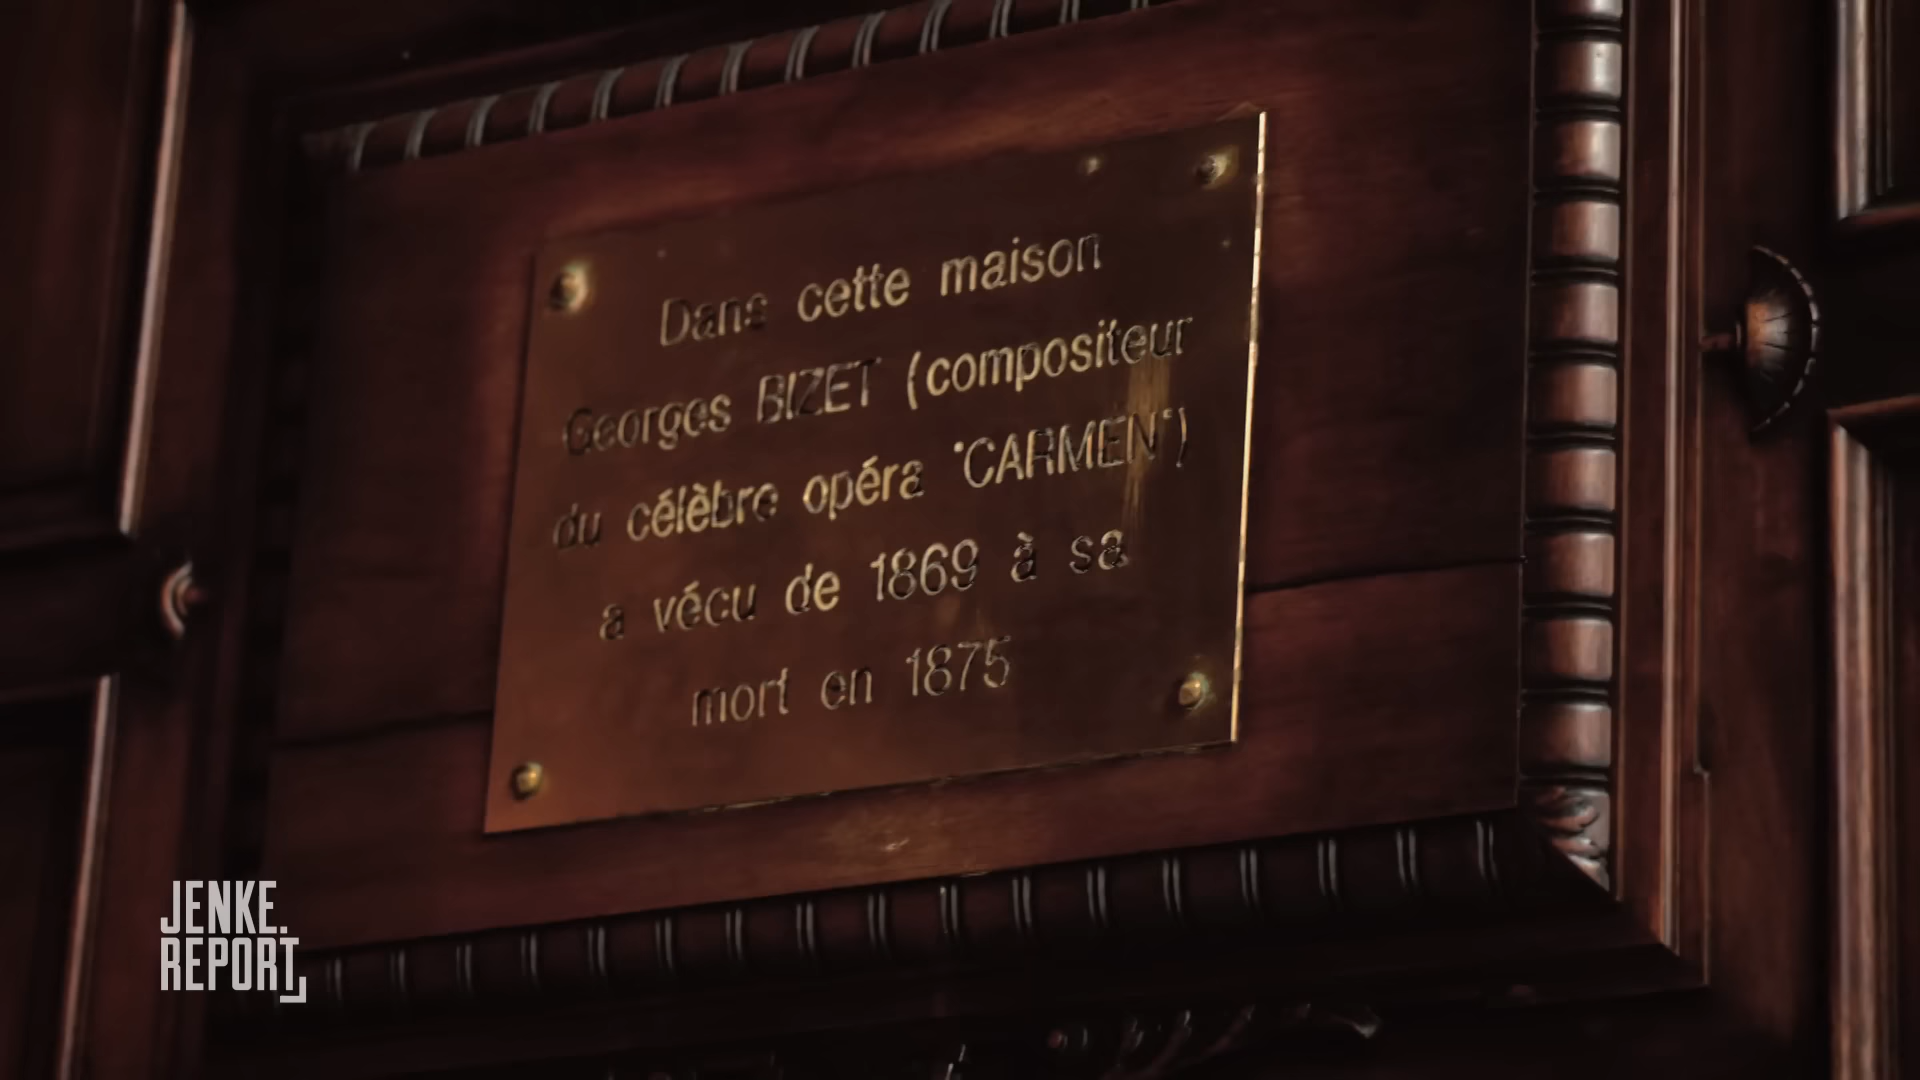 Dans cette maison
Georges BIZET (compositeur
du célèbre opéra "CARMEN")
a vécu de 1869 à sa
mort en 1875
JENKE.
REPORT